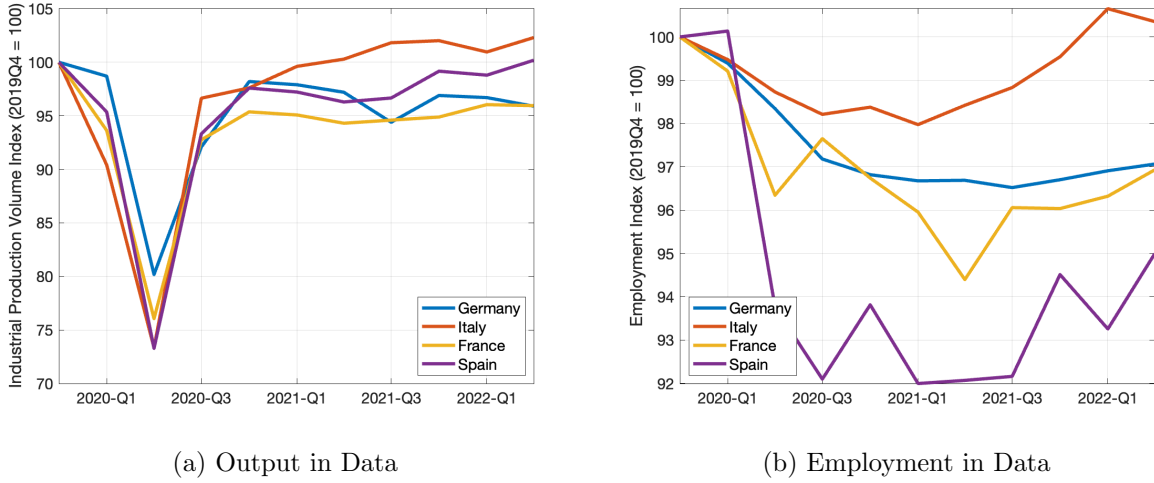 Industrial Production Volume Index (2019Q4 = 100)
105
100
95
90
85
80
75
70
2020-Q1
2020-Q3
2021-Q1
2021-Q3
2022-Q1
Germany
Italy
France
Spain
(a) Output in Data
Employment Index (2019Q4 = 100)
100
99
98
97
96
95
94
93
92
2020-Q1
2020-Q3
2021-Q1
2021-Q3
2022-Q1
Germany
Italy
France
Spain
(b) Employment in Data